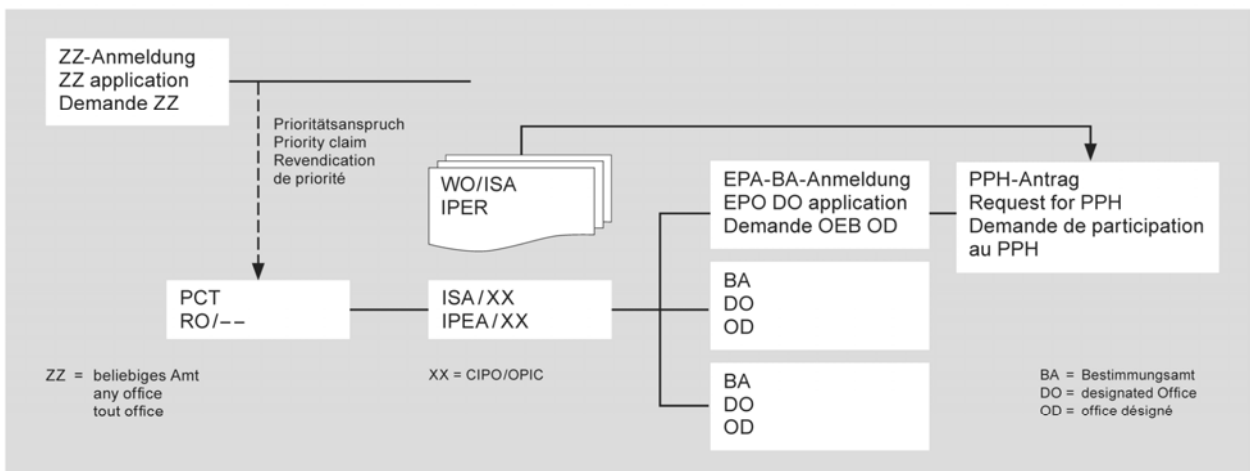 ZZ-Anmeldung
ZZ application
Demande ZZ
Prioritätsanspruch
Priority claim
Revendication
de priorité
WO/ISA
IPER
EPA-BA-Anmeldung
EPO DO application
Demande OEB OD
PPH-Antrag
Request for PPH
Demande de participation
au PPH
PCT
RO/--
ISA/XX
IPEA/XX
BA
DO
OD
BA
DO
OD
ZZ = beliebiges Amt
any office
tout office
XX = CIPO/OPIC
BA = Bestimmungsamt
DO = designated Office
OD = office désigné